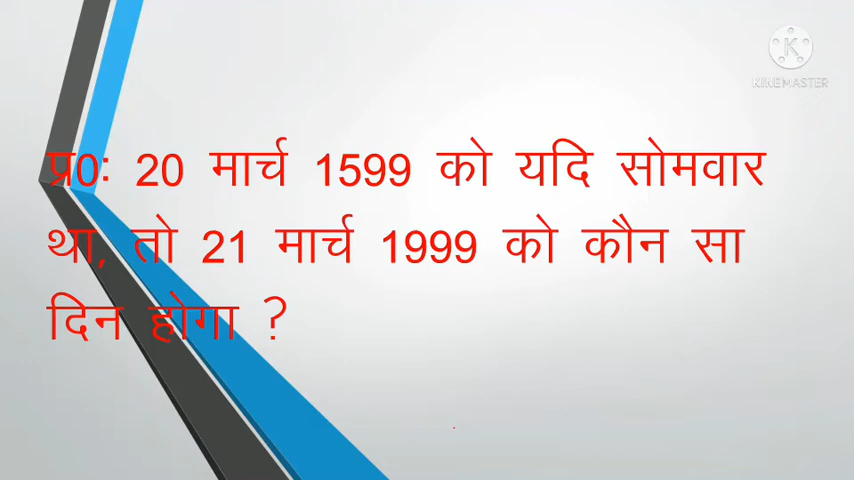 KINEMASTER
प्र0: 20 मार्च 1599 को यदि सोमवार
था, तो 21 मार्च 1999 को कौन सा
दिन होगा ?